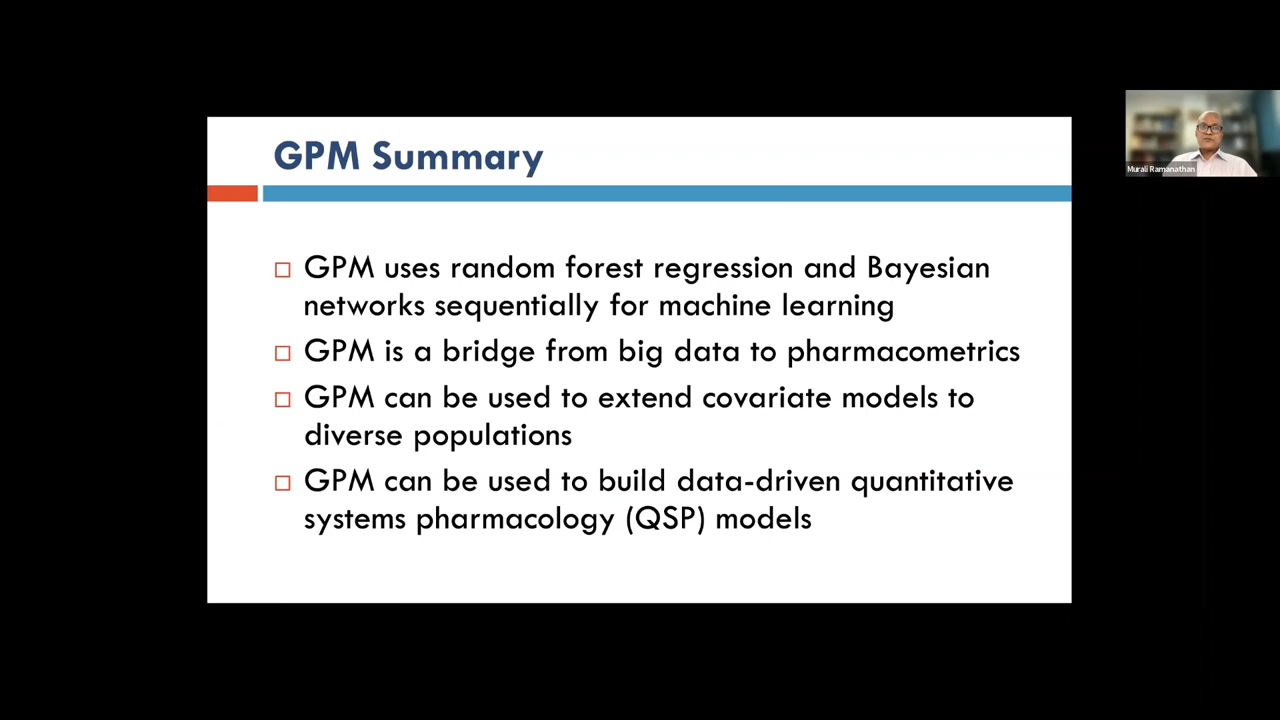 GPM Summary
GPM uses random forest regression and Bayesian
networks sequentially for machine learning
GPM is a bridge from big data to pharmacometrics
GPM can be used to extend covariate models to
diverse populations
GPM can be used to build data-driven quantitative
systems pharmacology (QSP) models
Murali Ramanathan